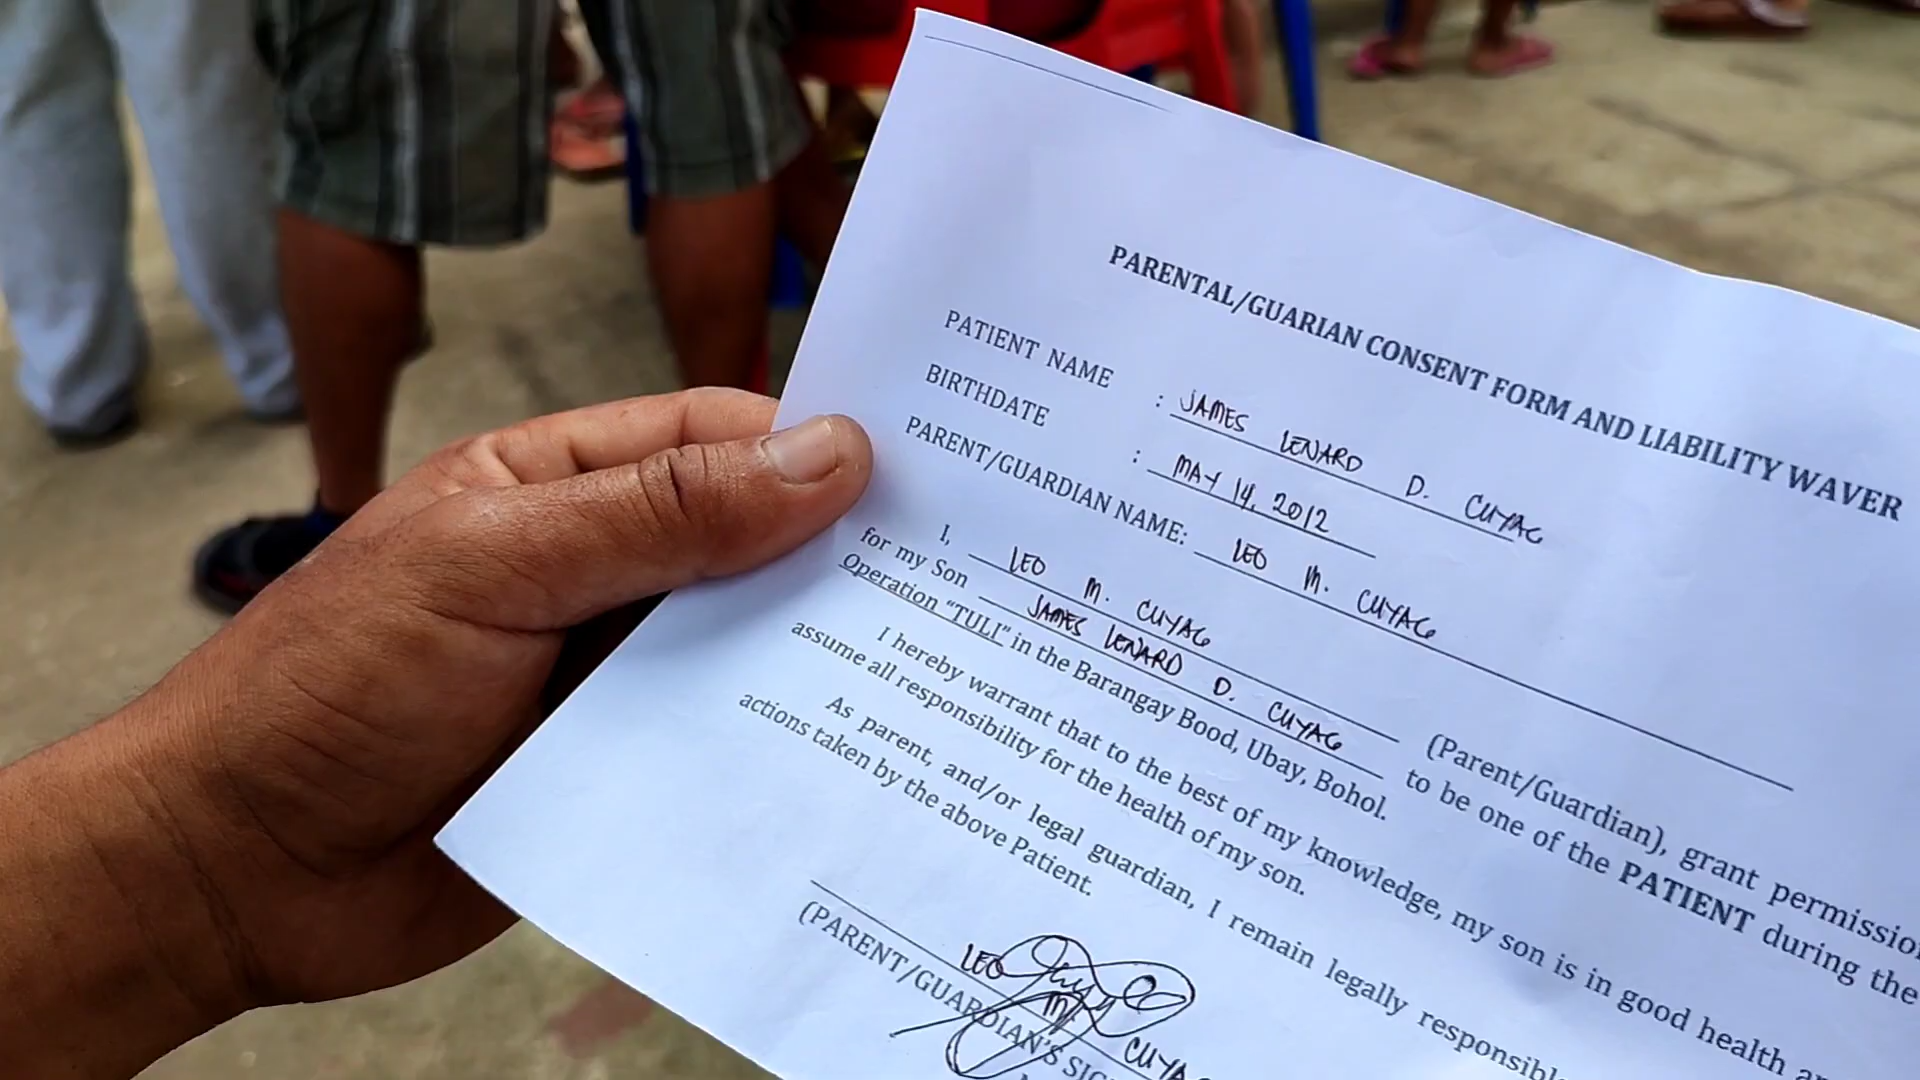 PARENTAL/GUARIAN CONSENT FORM AND LIABILITY WAVER
PATIENT NAME : JAMES LENARD D. CUYAG
BIRTHDATE : MAY 14, 2012
PARENT/GUARDIAN NAME: LEO M. CUYAG
I, LEO M. CUYAG (Parent/Guardian), grant permission
for my Son JAMES LENARD D. CUYAG to be one of the PATIENT during the
Operation "TULI" in the Barangay Bood, Ubay, Bohol.
I hereby warrant that to the best of my knowledge, my son is in good health
assume all responsibility for the health of my son.
As parent, and/or legal guardian, I remain legally responsible
actions taken by the above Patient.
LEO M. CUYAG
(PARENT/GUARDIAN'S